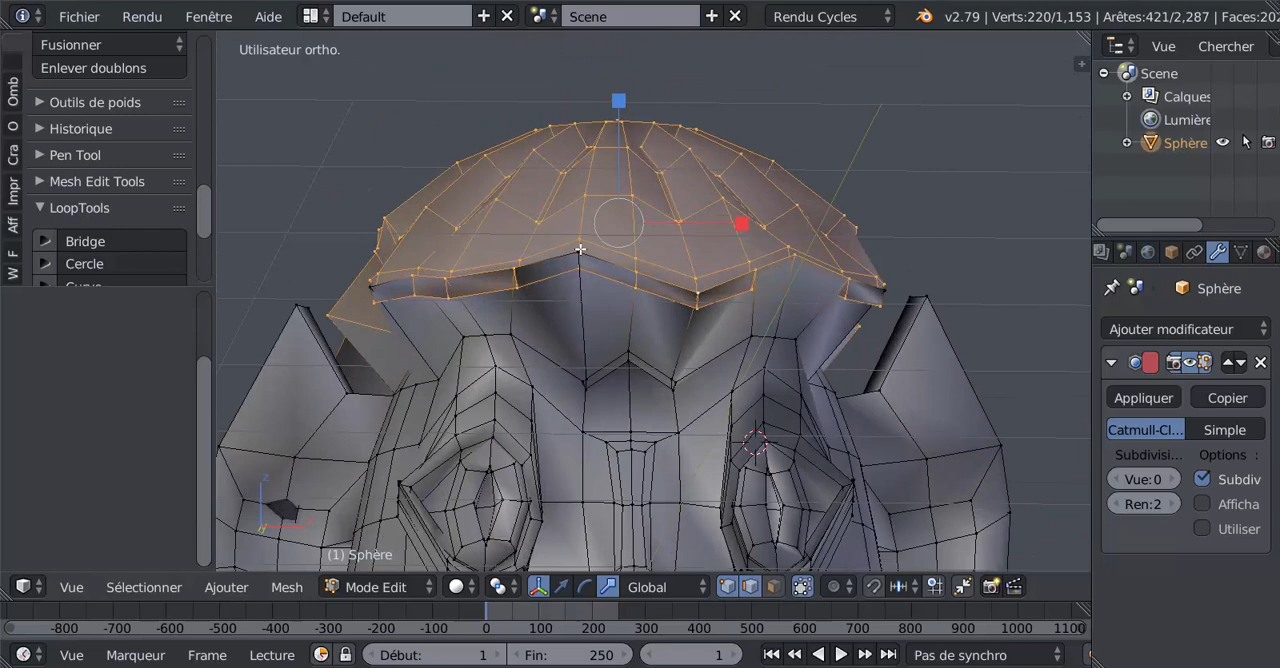 Fichier Rendu Fenêtre Aide Default Scene Rendu Cycles v2.79 | Verts:220/1,153 | Arêtes:421/2,287 | Faces:202
Fusionner
Enlever doublons
Outils de poids
Historique
Pen Tool
Mesh Edit Tools
LoopTools
Bridge
Cercle
Omb
O
Cra
Impr
Aff
F
W
Utilisateur ortho.
(1) Sphère
Vue Chercher
Scene
Calques
Lumière
Sphère
Sphère
Ajouter modificateur
Appliquer Copier
Catmull-Cl... Simple
Subdivisi... Options :
Vue:0 Subdiv
Ren:2 Afficha
Utiliser
Vue Sélectionner Ajouter Mesh Mode Edit Global
-800 -700 -600 -500 -400 -300 -200 -100 0 100 200 300 400 500 600 700 800 900 1000 1100
Vue Marqueur Frame Lecture Début: 1 Fin: 250 1 Pas de synchro